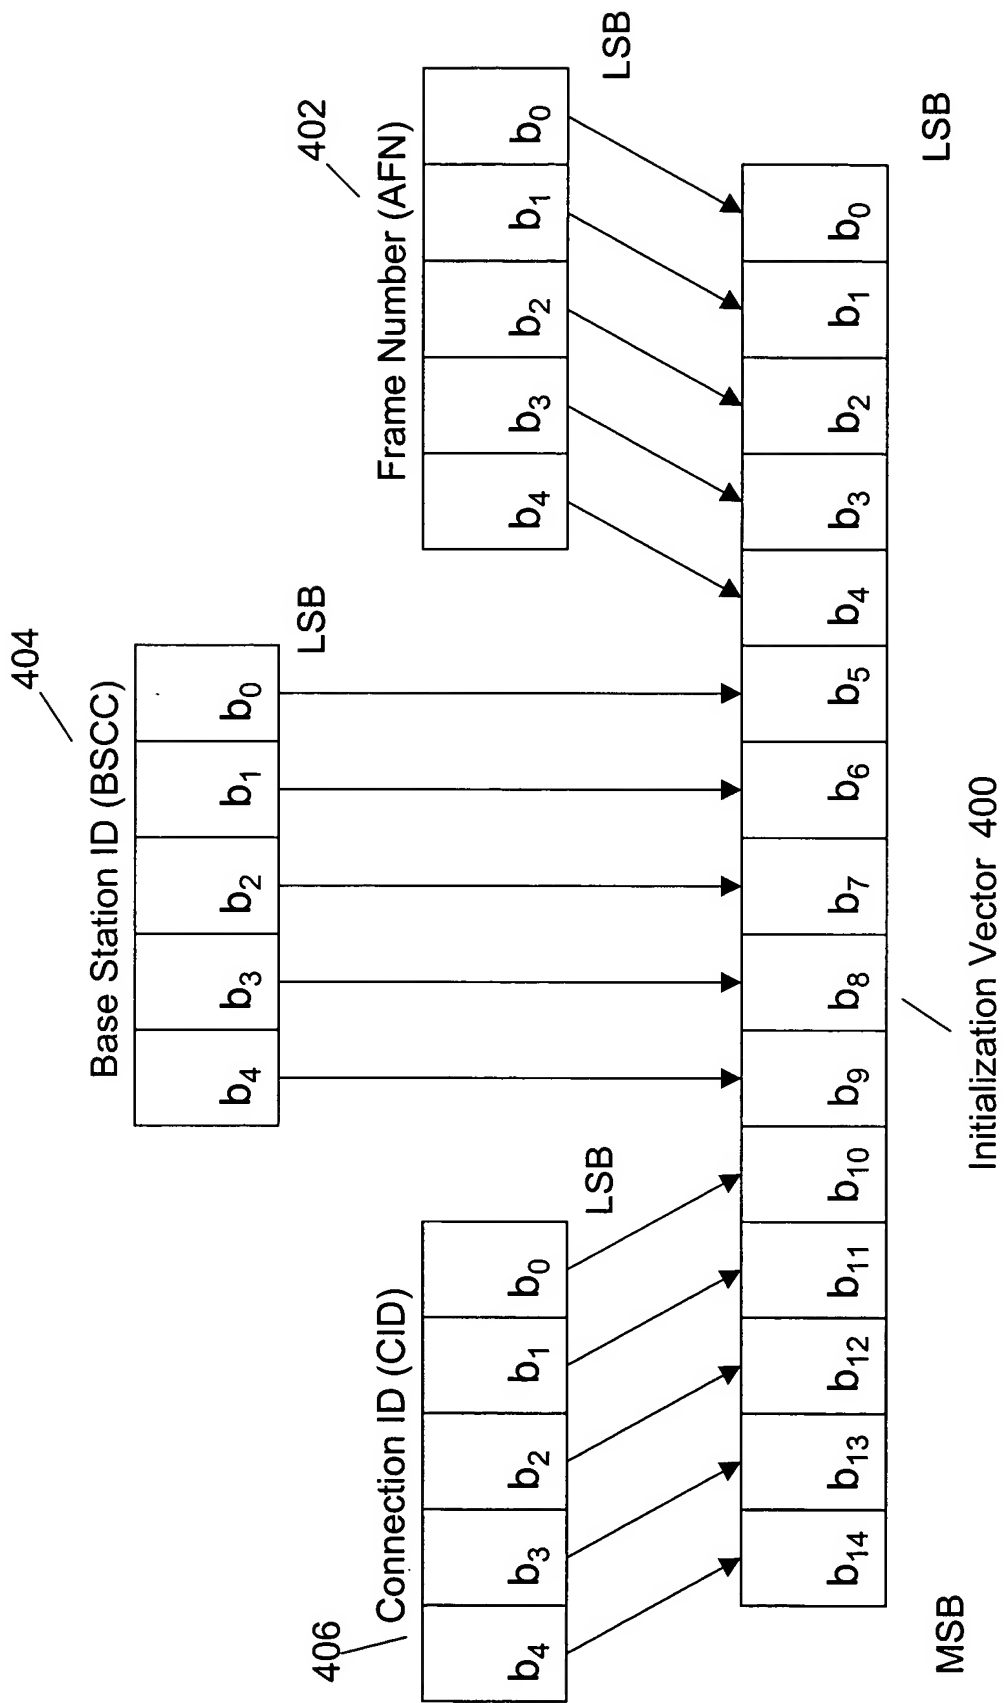 404
Base Station ID (BSCC)
b4 b3 b2 b1 b0
LSB
406
Connection ID (CID)
b4 b3 b2 b1 b0
LSB
402
Frame Number (AFN)
b4 b3 b2 b1 b0
LSB
b14 b13 b12 b11 b10 b9 b8 b7 b6 b5 b4 b3 b2 b1 b0
MSB
LSB
Initialization Vector 400